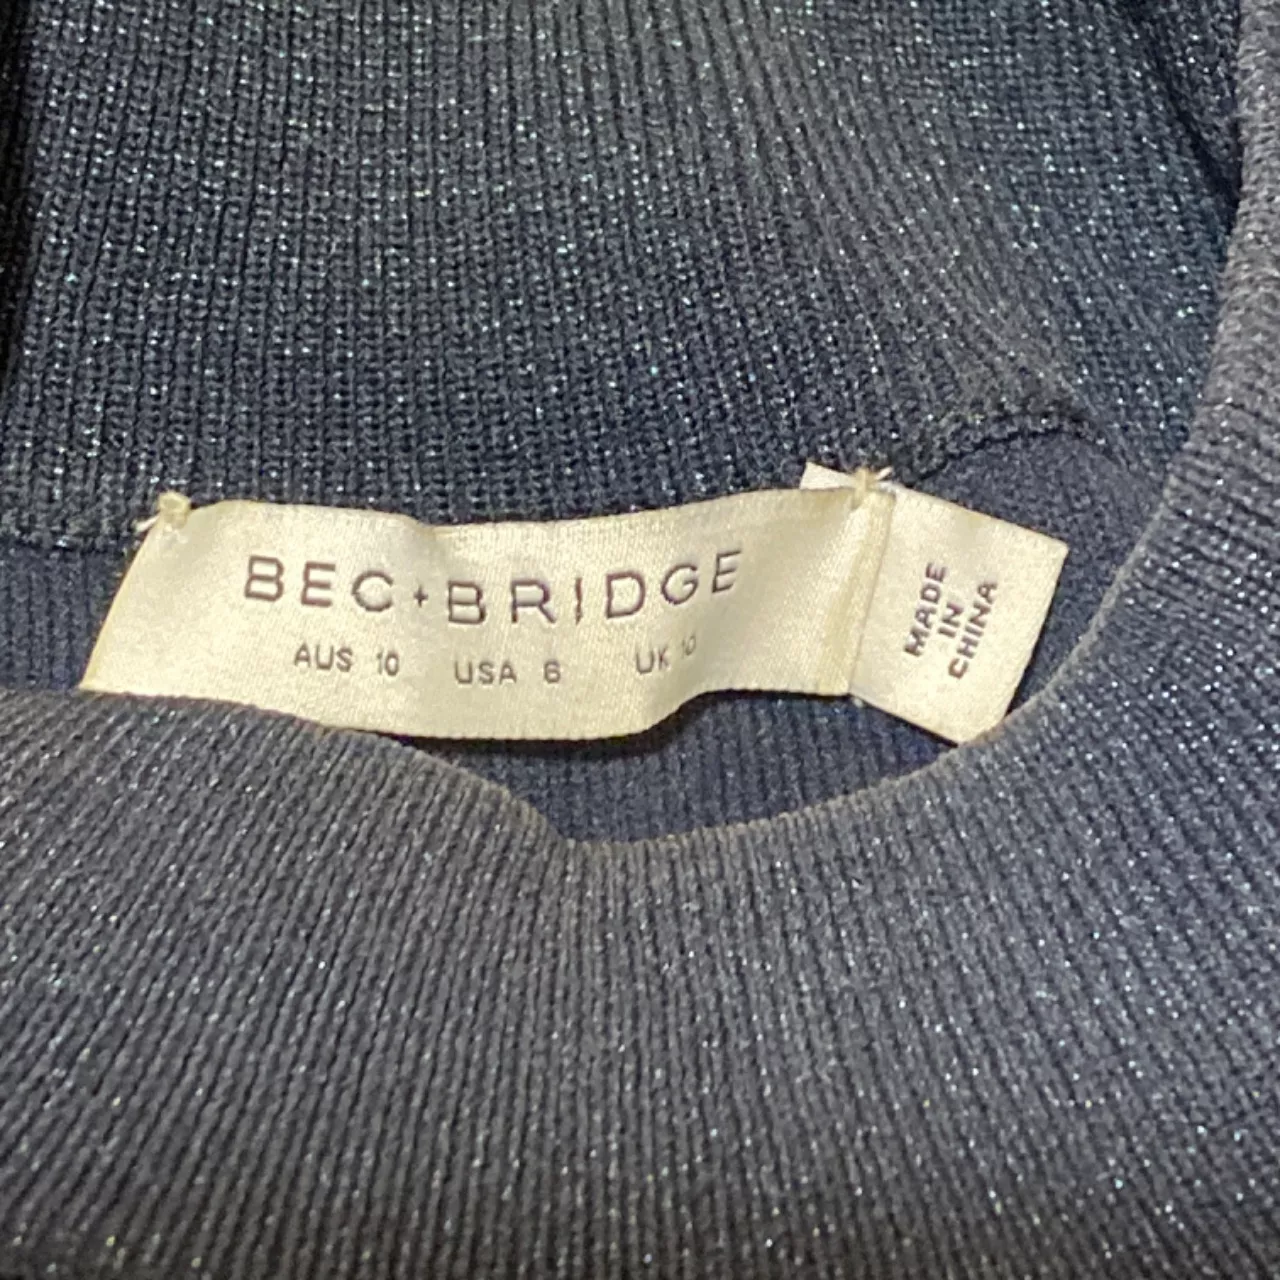 BEC+BRIDGE
AUS 10 USA 6 UK 10
MADE
IN
CHINA